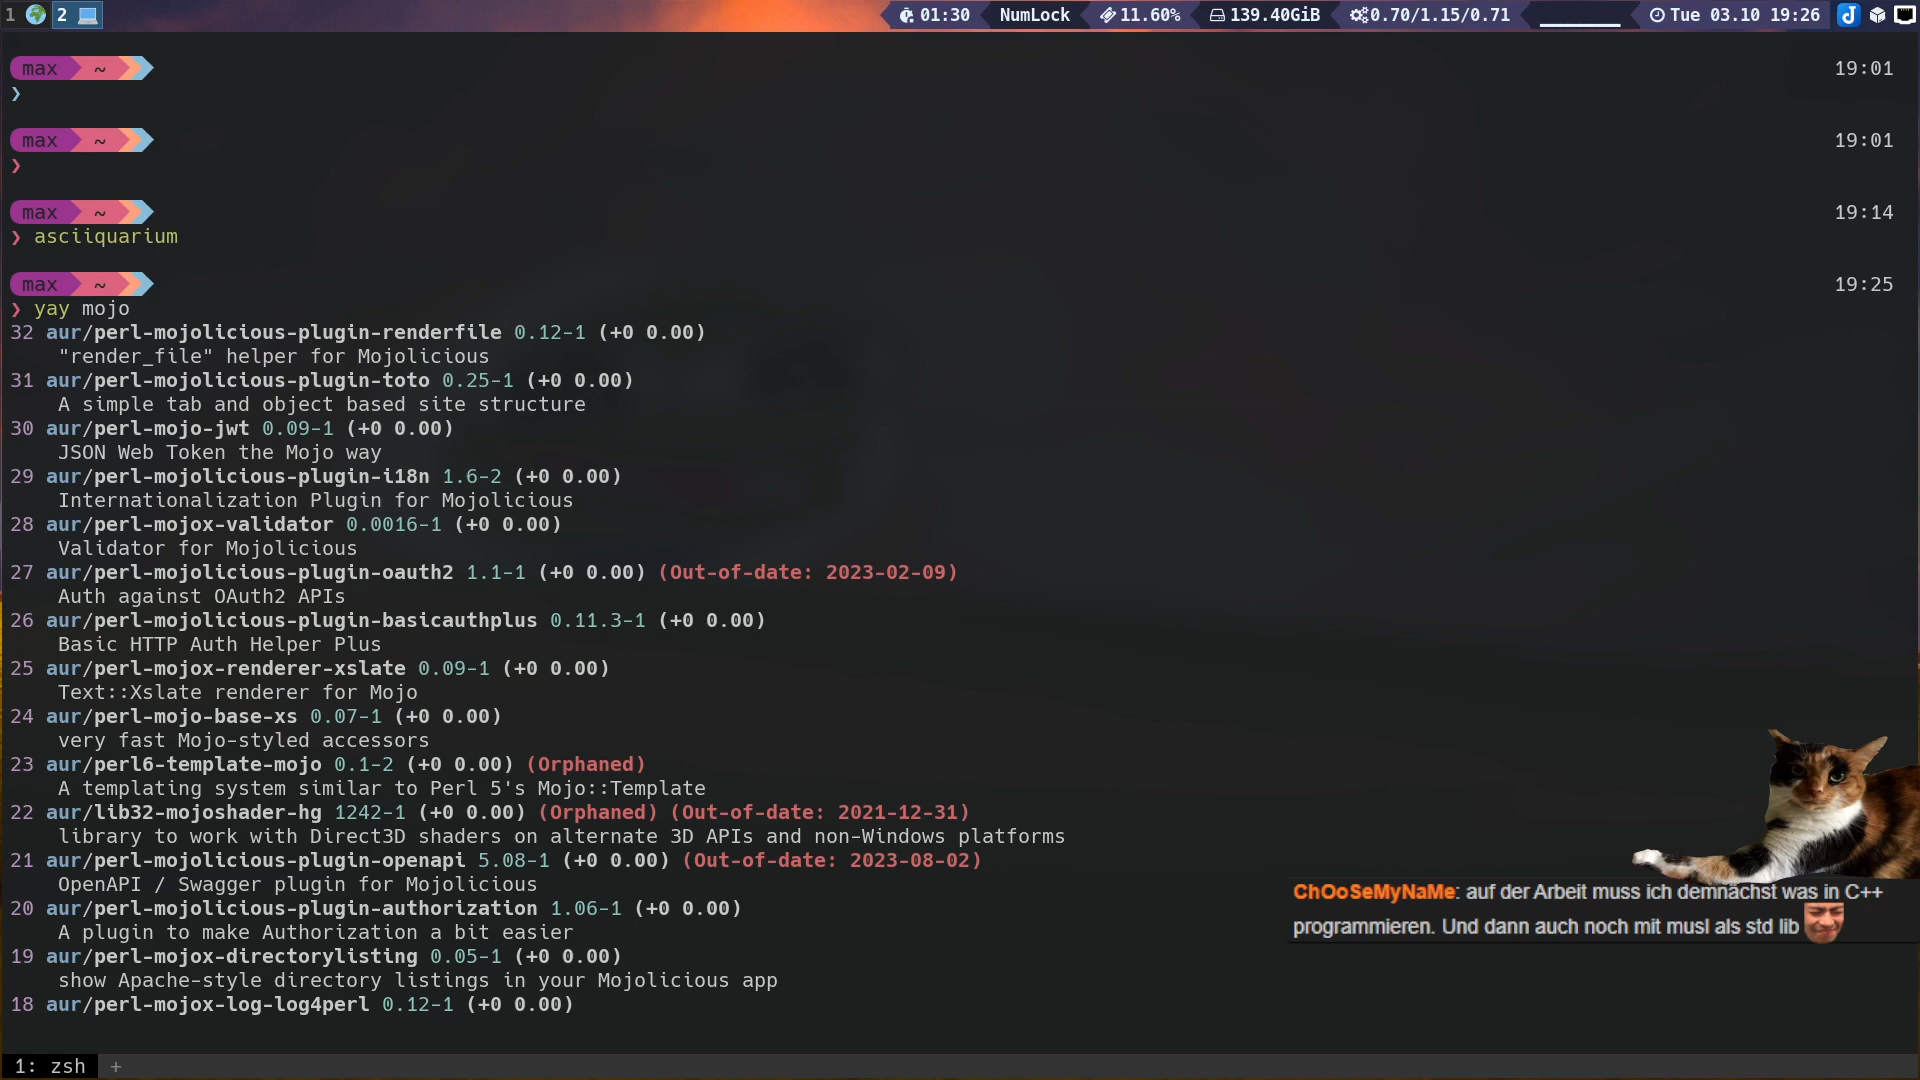 1 2 01:30 NumLock 11.60% 139.40GiB 0.70/1.15/0.71 Tue 03.10 19:26
max ~ 19:01
❯
max ~ 19:01
❯
max ~ 19:14
❯ asciiquarium
max ~ 19:25
❯ yay mojo
32 aur/perl-mojolicious-plugin-renderfile 0.12-1 (+0 0.00)
"render_file" helper for Mojolicious
31 aur/perl-mojolicious-plugin-toto 0.25-1 (+0 0.00)
A simple tab and object based site structure
30 aur/perl-mojo-jwt 0.09-1 (+0 0.00)
JSON Web Token the Mojo way
29 aur/perl-mojolicious-plugin-i18n 1.6-2 (+0 0.00)
Internationalization Plugin for Mojolicious
28 aur/perl-mojox-validator 0.0016-1 (+0 0.00)
Validator for Mojolicious
27 aur/perl-mojolicious-plugin-oauth2 1.1-1 (+0 0.00) (Out-of-date: 2023-02-09)
Auth against OAuth2 APIs
26 aur/perl-mojolicious-plugin-basicauthplus 0.11.3-1 (+0 0.00)
Basic HTTP Auth Helper Plus
25 aur/perl-mojox-renderer-xslate 0.09-1 (+0 0.00)
Text::Xslate renderer for Mojo
24 aur/perl-mojo-base-xs 0.07-1 (+0 0.00)
very fast Mojo-styled accessors
23 aur/perl6-template-mojo 0.1-2 (+0 0.00) (Orphaned)
A templating system similar to Perl 5's Mojo::Template
22 aur/lib32-mojoshader-hg 1242-1 (+0 0.00) (Orphaned) (Out-of-date: 2021-12-31)
library to work with Direct3D shaders on alternate 3D APIs and non-Windows platforms
21 aur/perl-mojolicious-plugin-openapi 5.08-1 (+0 0.00) (Out-of-date: 2023-08-02)
OpenAPI / Swagger plugin for Mojolicious
20 aur/perl-mojolicious-plugin-authorization 1.06-1 (+0 0.00)
A plugin to make Authorization a bit easier
19 aur/perl-mojox-directorylisting 0.05-1 (+0 0.00)
show Apache-style directory listings in your Mojolicious app
18 aur/perl-mojox-log-log4perl 0.12-1 (+0 0.00)
ChOoSeMyNaMe: auf der Arbeit muss ich demnächst was in C++
programmieren. Und dann auch noch mit musl als std lib
1: zsh +